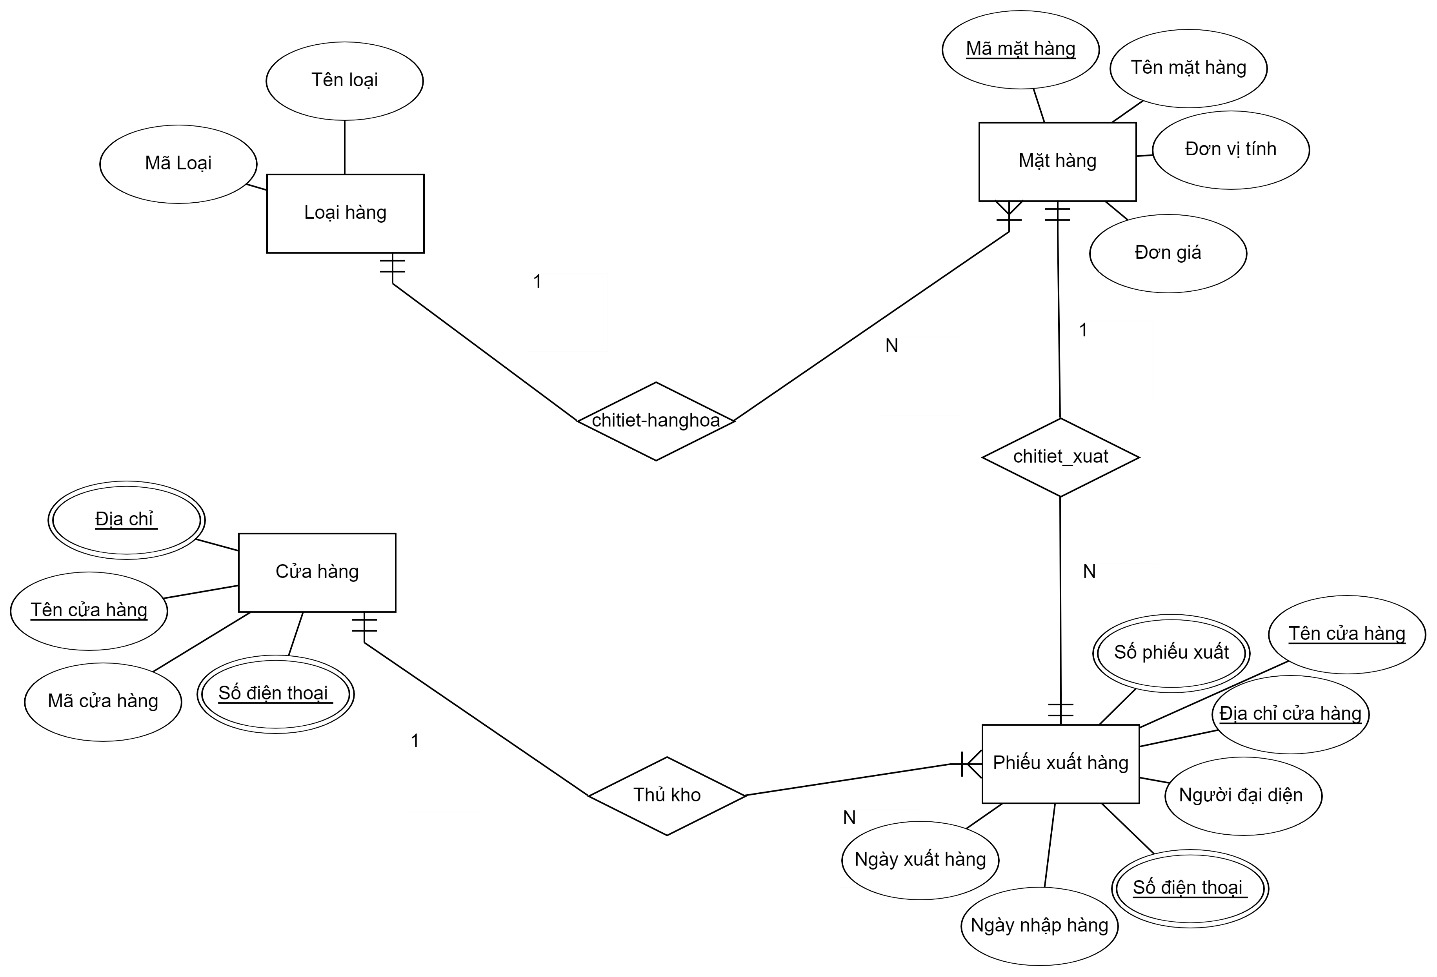 Mã mặt hàng
Tên mặt hàng
Tên loại
Đơn vị tính
Mã Loại
Mặt hàng
Loại hàng
Đơn giá
1
1
N
chitiet-hanghoa
chitiet_xuat
Địa chỉ
Cửa hàng
N
Tên cửa hàng
Tên cửa hàng
Số phiếu xuất
Số điện thoại
Mã cửa hàng
Địa chỉ cửa hàng
1
Phiếu xuất hàng
Thủ kho
Người đại diện
N
Ngày xuất hàng
Số điện thoại
Ngày nhập hàng